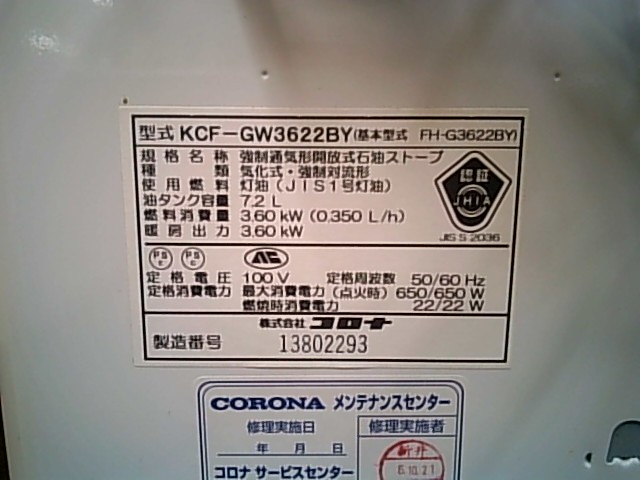 型式 KCF-GW3622BY(基本型式 FH-G3622BY)
規格名称 強制通気形開放式石油ストーブ
種類 気化式・強制対流形
使用燃料 灯油(JIS1号灯油)
油タンク容量 7.2 L
燃料消費量 3.60 kW (0.350 L/h)
暖房出力 3.60 kW
認証
JHIA
JIS S 2036
PS E
PS C
定格電圧 100 V 定格周波数 50/60 Hz
定格消費電力 最大消費電力(点火時) 650/650 W
燃焼時消費電力 22/22 W
株式会社 コロナ
製造番号 13802293
CORONA メンテナンスセンター
修理実施日 修理実施者
年 月 日
コロナ サービスセンター